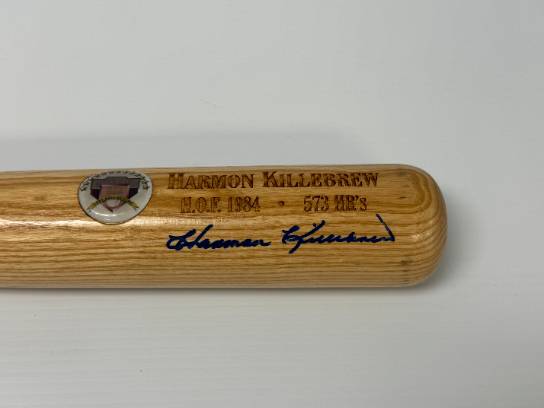 HARMON KILLEBREW
H.O.F. 1984 • 573 HR's
Harmon Killebrew